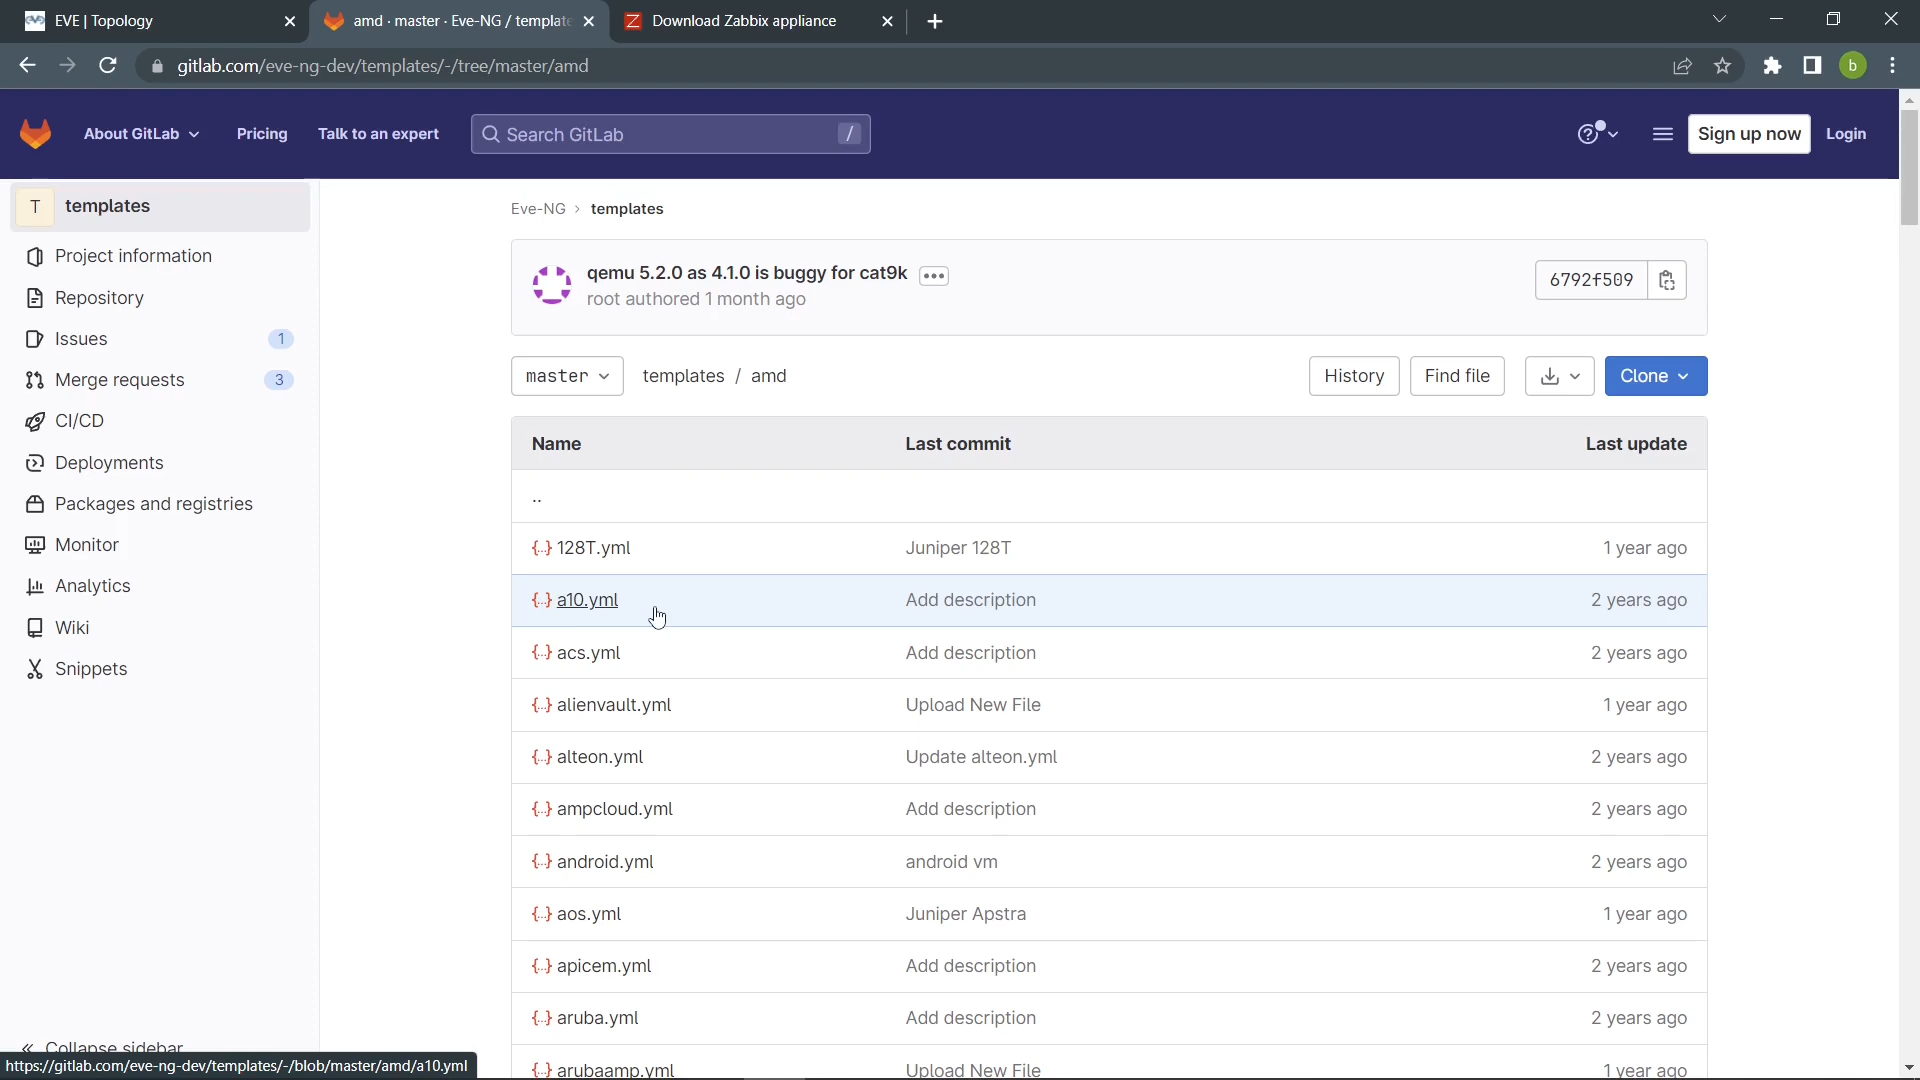 EVE | Topology
amd · master · Eve-NG / template
Download Zabbix appliance
gitlab.com/eve-ng-dev/templates/-/tree/master/amd
b
About GitLab
Pricing
Talk to an expert
Search GitLab
/
Sign up now
Login
T
templates
Project information
Repository
Issues 1
Merge requests 3
CI/CD
Deployments
Packages and registries
Monitor
Analytics
Wiki
Snippets
« Collapse sidebar
https://gitlab.com/eve-ng-dev/templates/-/blob/master/amd/a10.yml
Eve-NG › templates
qemu 5.2.0 as 4.1.0 is buggy for cat9k
root authored 1 month ago
6792f509
master
templates / amd
History
Find file
Clone
Name Last commit Last update
..
128T.yml Juniper 128T 1 year ago
a10.yml Add description 2 years ago
acs.yml Add description 2 years ago
alienvault.yml Upload New File 1 year ago
alteon.yml Update alteon.yml 2 years ago
ampcloud.yml Add description 2 years ago
android.yml android vm 2 years ago
aos.yml Juniper Apstra 1 year ago
apicem.yml Add description 2 years ago
aruba.yml Add description 2 years ago
arubaamp.yml Upload New File 1 year ago